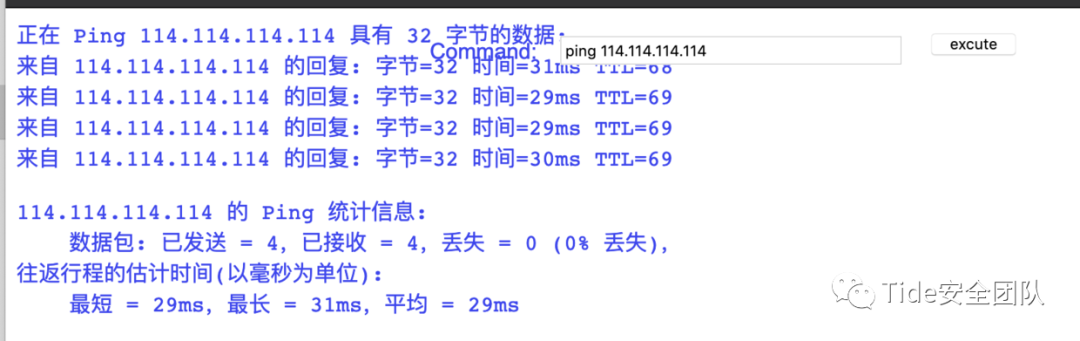 正在 Ping 114.114.114.114 具有 32 字节的数据:
Command: ping 114.114.114.114 excute
来自 114.114.114.114 的回复: 字节=32 时间=31ms TTL=68
来自 114.114.114.114 的回复: 字节=32 时间=29ms TTL=69
来自 114.114.114.114 的回复: 字节=32 时间=29ms TTL=69
来自 114.114.114.114 的回复: 字节=32 时间=30ms TTL=69
114.114.114.114 的 Ping 统计信息:
数据包: 已发送 = 4, 已接收 = 4, 丢失 = 0 (0% 丢失),
往返行程的估计时间(以毫秒为单位):
最短 = 29ms, 最长 = 31ms, 平均 = 29ms
Tide安全团队